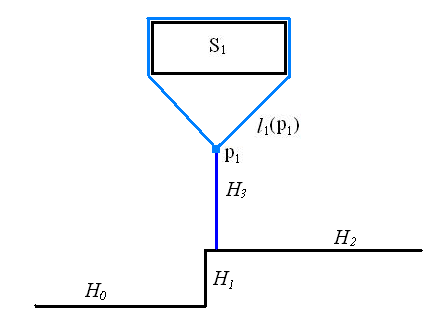 S₁
l₁(p₁)
p₁
H₃
H₂
H₁
H₀